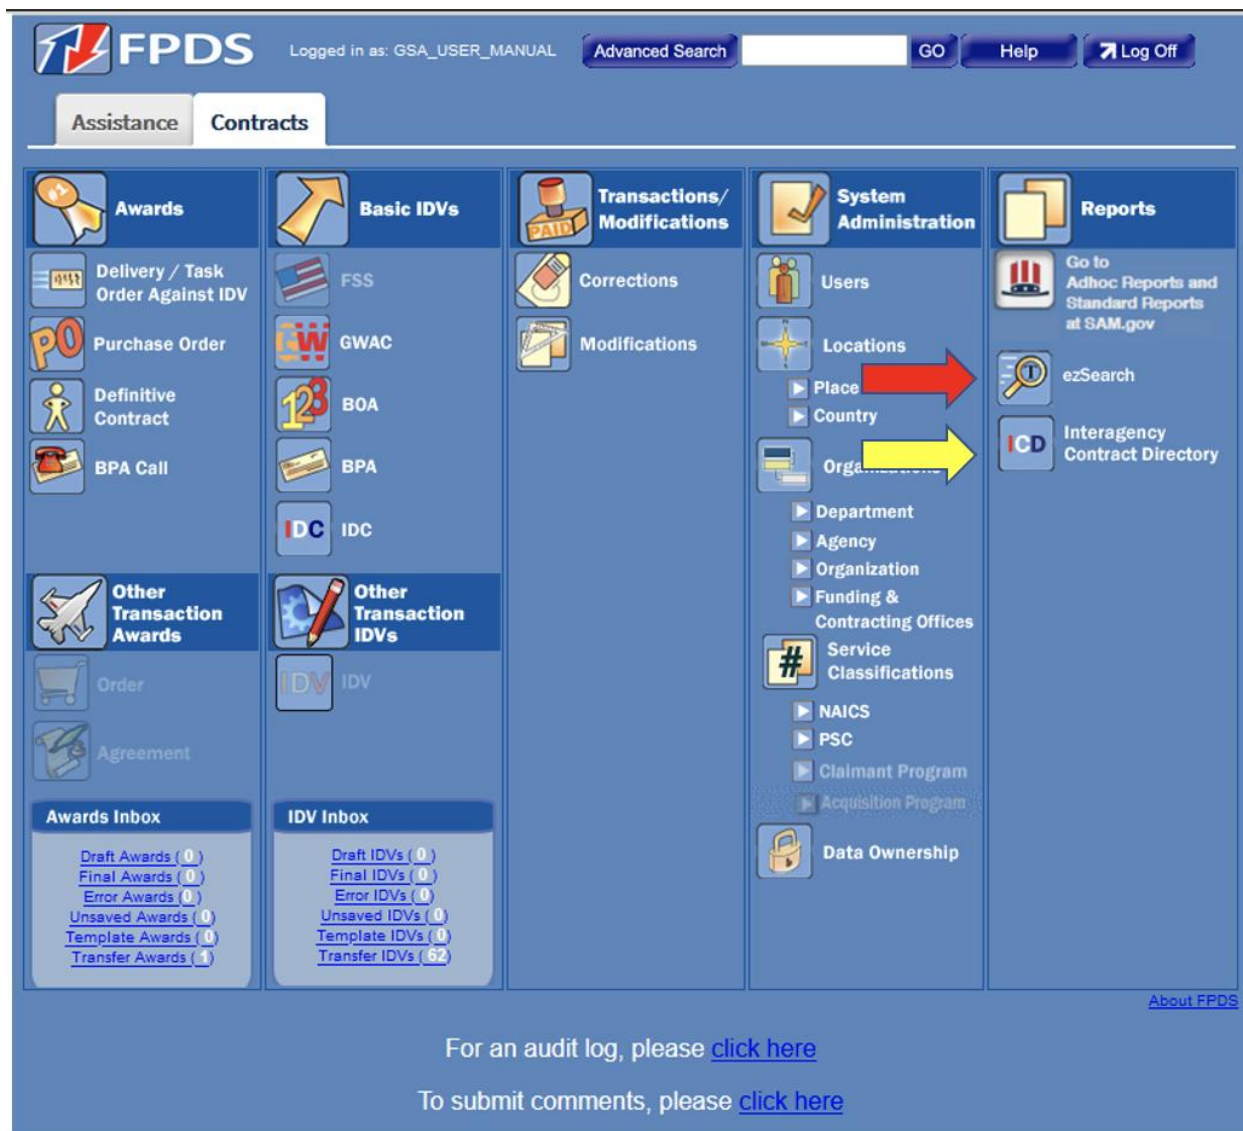 FPDS
Logged in as: GSA_USER_MANUAL
Advanced Search
GO
Help
Log Off
Assistance
Contracts
#1
Awards
Delivery / Task
Order Against IDV
PO
Purchase Order
Definitive
Contract
BPA Call
Other
Transaction
Awards
Order
Agreement
Awards Inbox
Draft Awards ( 0 )
Final Awards ( 0 )
Error Awards ( 0 )
Unsaved Awards ( 0 )
Template Awards ( 0 )
Transfer Awards ( 1 )
Basic IDVs
FSS
GW
GWAC
123
BOA
BPA
IDC
IDC
Other
Transaction
IDVs
IDV
IDV
IDV Inbox
Draft IDVs ( 0 )
Final IDVs ( 0 )
Error IDVs ( 0 )
Unsaved IDVs ( 0 )
Template IDVs ( 0 )
Transfer IDVs ( 62 )
PAID
Transactions/
Modifications
Corrections
Modifications
System
Administration
Users
Locations
Place
Country
Organizations
Department
Agency
Organization
Funding &
Contracting Offices
#
Service
Classifications
NAICS
PSC
Claimant Program
Acquisition Program
Data Ownership
Reports
Go to
Adhoc Reports and
Standard Reports
at SAM.gov
T
ezSearch
ICD
Interagency
Contract Directory
About FPDS
For an audit log, please click here
To submit comments, please click here